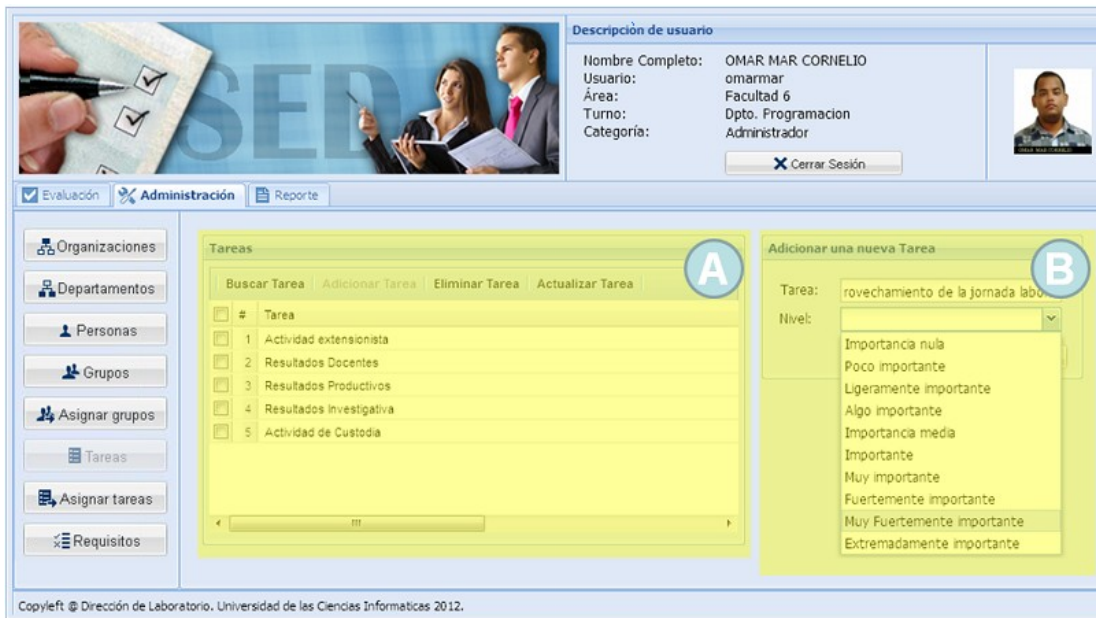 SED
Descripciòn de usuario
Nombre Completo: OMAR MAR CORNELIO
Usuario: omarmar
Área: Facultad 6
Turno: Dpto. Programacion
Categoría: Administrador
Cerrar Sesión
OMAR MAR CORNELIO
Evaluación Administración Reporte
Organizaciones
Departamentos
Personas
Grupos
Asignar grupos
Tareas
Asignar tareas
Requisitos
Tareas
A
Buscar Tarea Adicionar Tarea Eliminar Tarea Actualizar Tarea
# Tarea
1 Actividad extensionista
2 Resultados Docentes
3 Resultados Productivos
4 Resultados Investigativa
5 Actividad de Custodia
Adicionar una nueva Tarea
B
Tarea: rovechamiento de la jornada labo
Nivel:
Importancia nula
Poco importante
Ligeramente importante
Algo importante
Importancia media
Importante
Muy importante
Fuertemente importante
Muy Fuertemente importante
Extremadamente importante
Copyleft @ Dirección de Laboratorio. Universidad de las Ciencias Informaticas 2012.